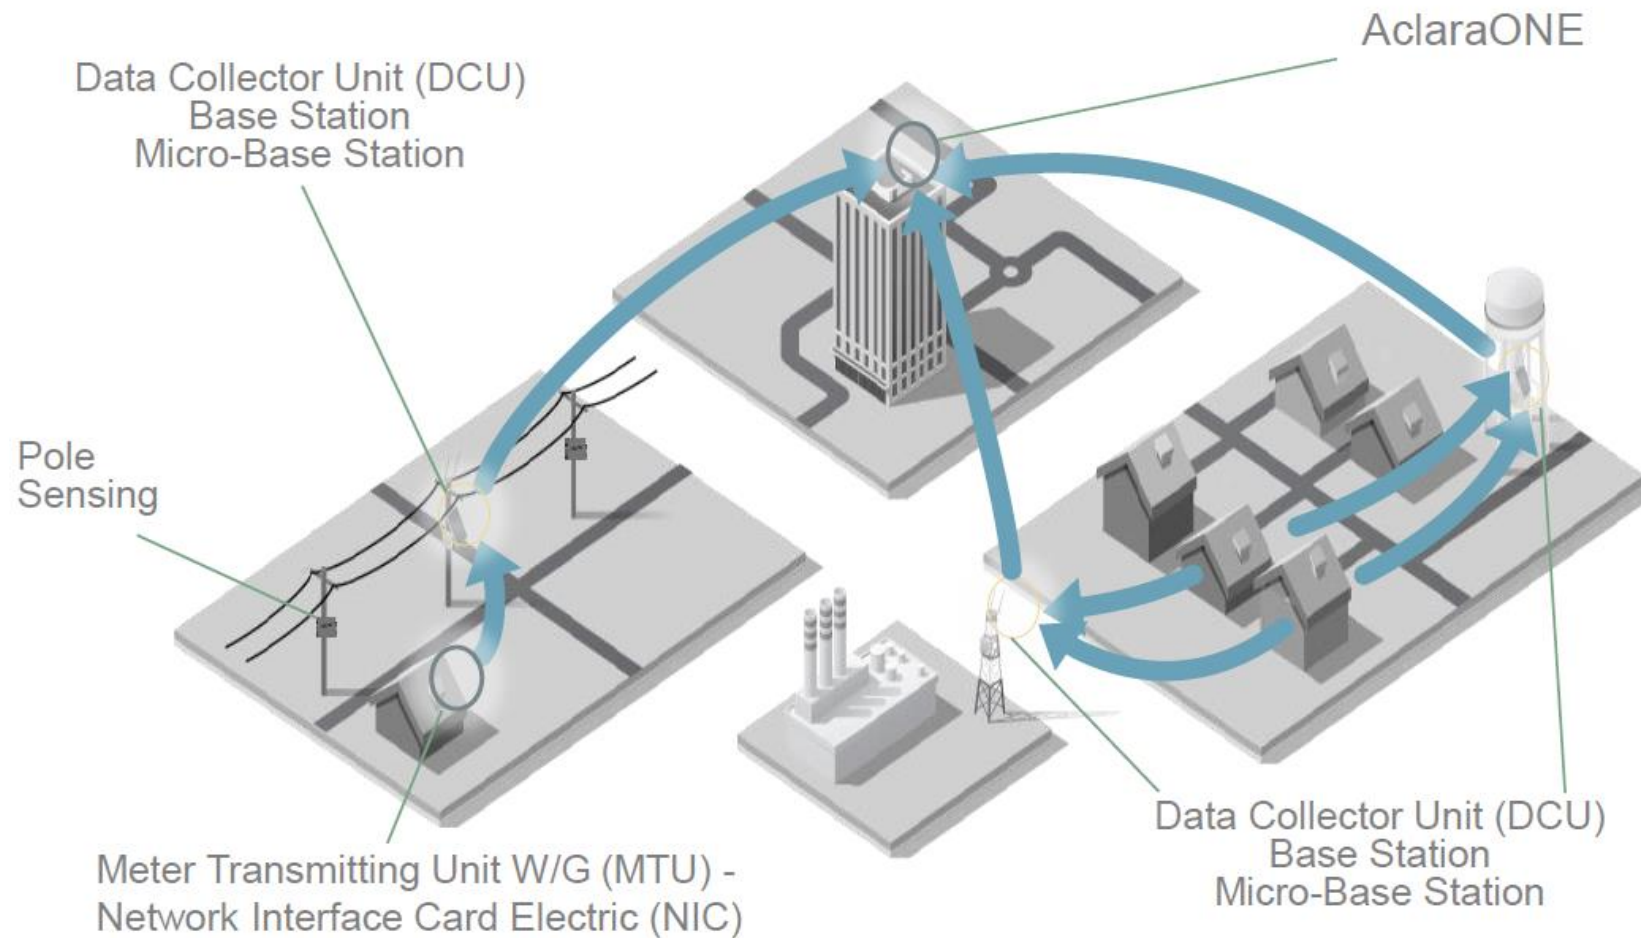 AclaraONE
Data Collector Unit (DCU)
Base Station
Micro-Base Station
Pole
Sensing
Meter Transmitting Unit W/G (MTU) -
Network Interface Card Electric (NIC)
Data Collector Unit (DCU)
Base Station
Micro-Base Station